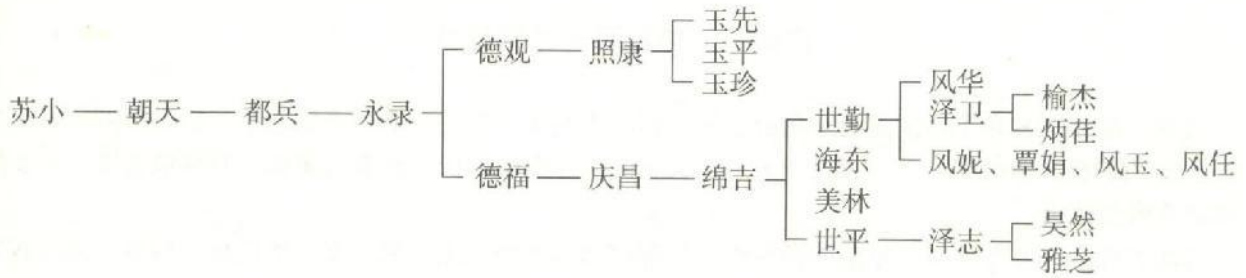 苏小 — 朝天 — 都兵 — 永录
德观 — 照康
玉先
玉平
玉珍
德福 — 庆昌 — 绵吉
世勤
海东
美林
世平 — 泽志
风华
泽卫
风妮、覃娟、风玉、风任
榆杰
炳荏
昊然
雅芝